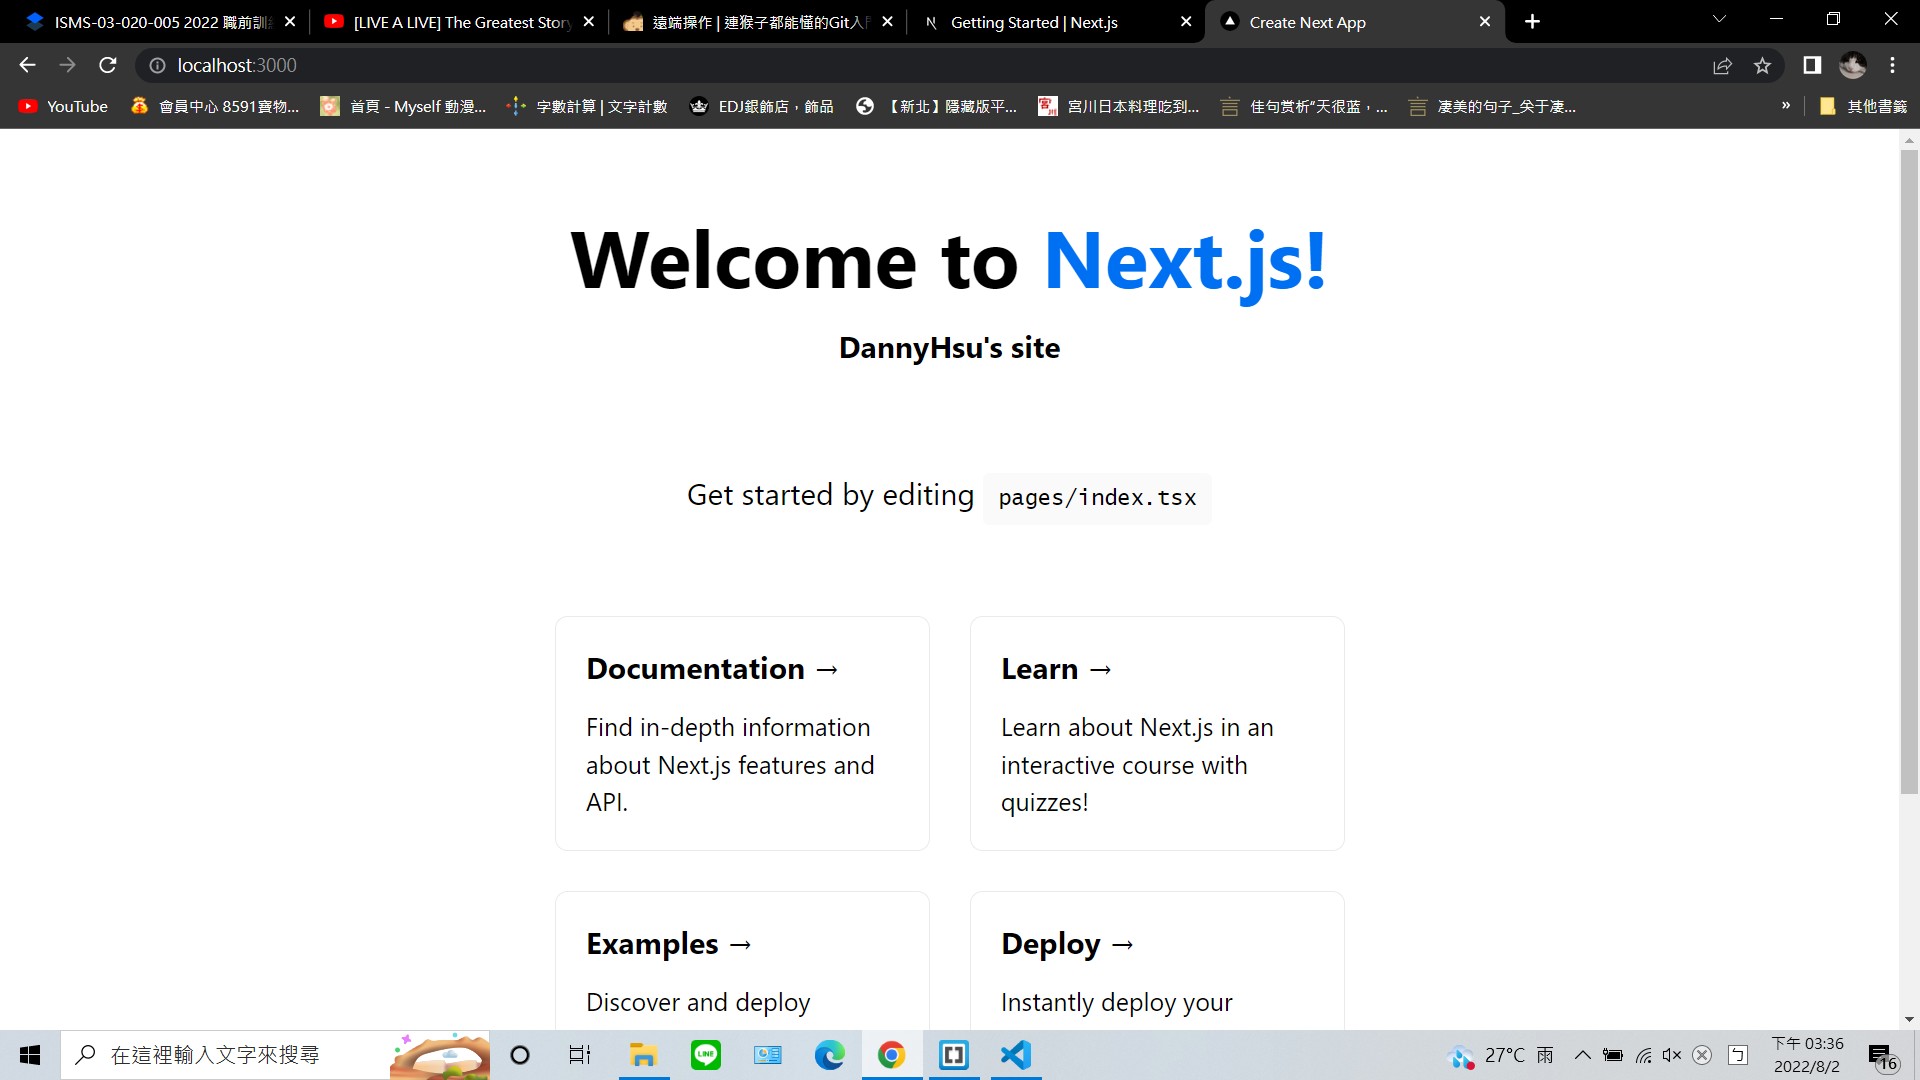 ISMS-03-020-005 2022 職前訓
[LIVE A LIVE] The Greatest Story
遠端操作 | 連猴子都能懂的Git入門
Getting Started | Next.js
Create Next App
localhost:3000
YouTube
會員中心 8591寶物...
首頁 - Myself 動漫...
字數計算 | 文字計數
EDJ銀飾店，飾品
【新北】隱藏版平...
宮川日本料理吃到...
佳句赏析“天很蓝，...
凄美的句子_关于凄...
»
其他書籤
Welcome to Next.js!
DannyHsu's site
Get started by editing pages/index.tsx
Documentation →
Find in-depth information
about Next.js features and
API.
Learn →
Learn about Next.js in an
interactive course with
quizzes!
Examples →
Discover and deploy
Deploy →
Instantly deploy your
在這裡輸入文字來搜尋
LINE
27°C 雨
ㄅ
下午 03:36
2022/8/2
16